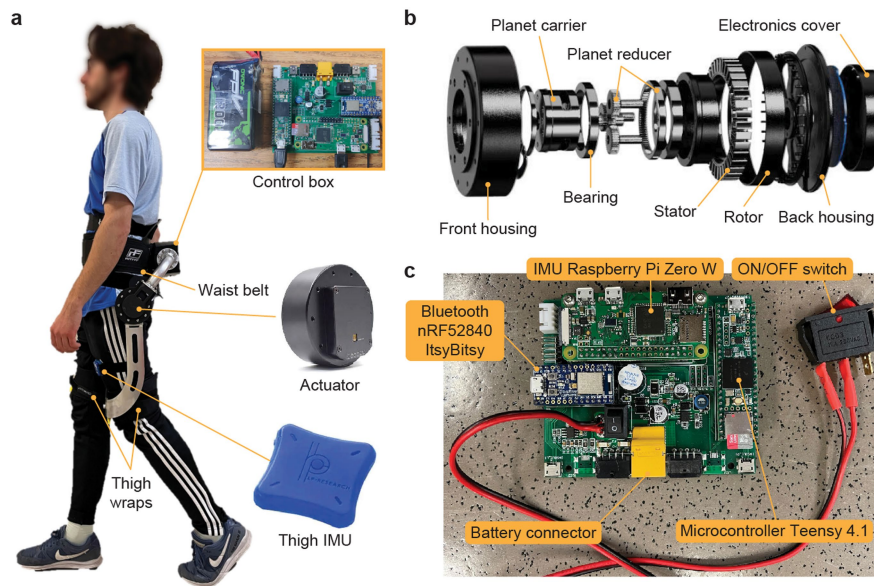 a
Control box
Waist belt
Actuator
Thigh
wraps
Thigh IMU
b
Planet carrier
Planet reducer
Electronics cover
Bearing
Front housing
Stator
Rotor
Back housing
c
IMU Raspberry Pi Zero W
ON/OFF switch
Bluetooth
nRF52840
ItsyBitsy
Battery connector
Microcontroller Teensy 4.1